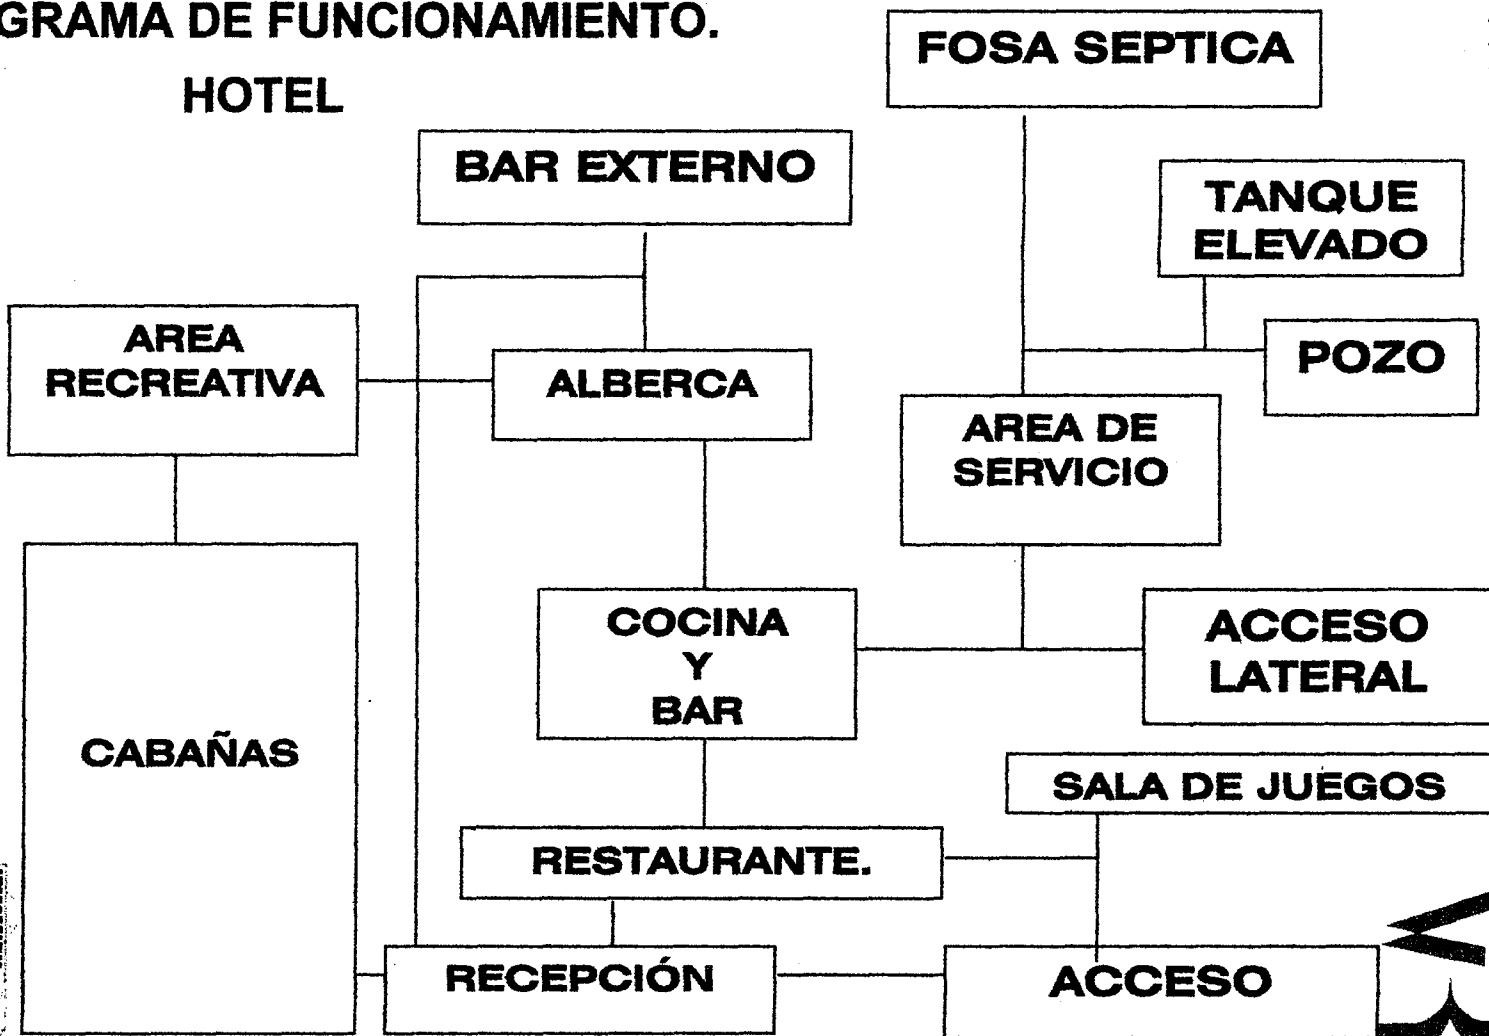 GRAMA DE FUNCIONAMIENTO.
HOTEL
FOSA SEPTICA
BAR EXTERNO
TANQUE
ELEVADO
AREA
RECREATIVA
ALBERCA
POZO
AREA DE
SERVICIO
COCINA
Y
BAR
ACCESO
LATERAL
CABAÑAS
SALA DE JUEGOS
RESTAURANTE.
RECEPCIÓN
ACCESO